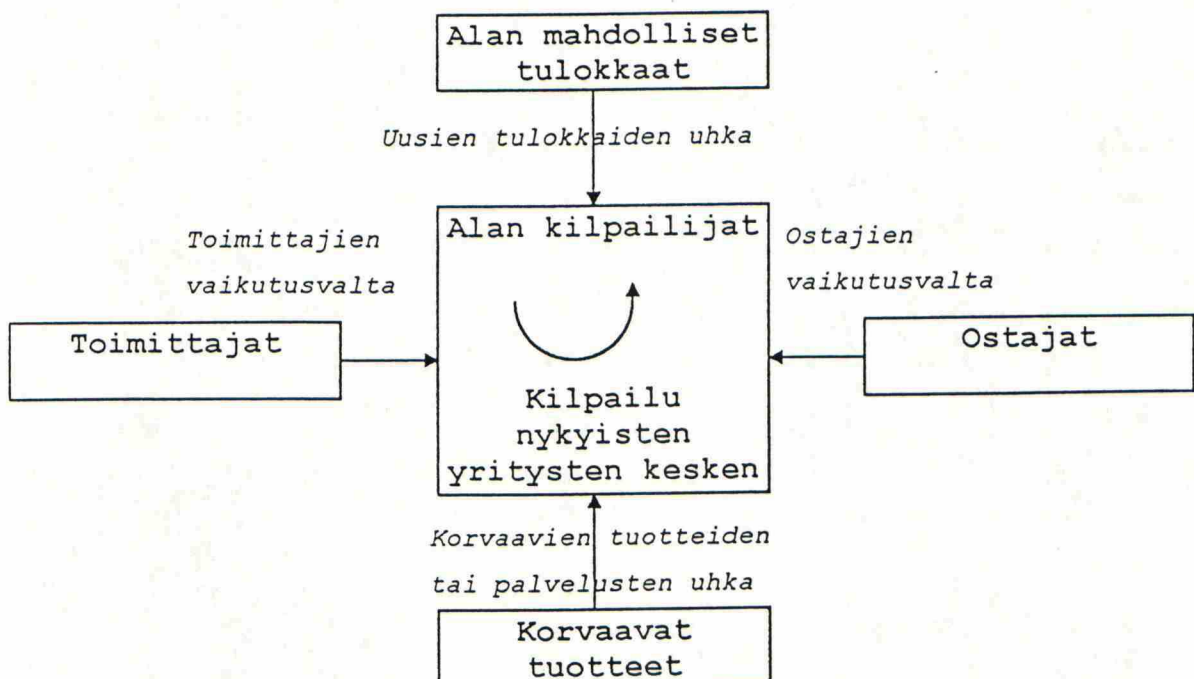 Alan mahdolliset
tulokkaat
Uusien tulokkaiden uhka
Toimittajien
vaikutusvalta
Toimittajat
Alan kilpailijat
Kilpailu
nykyisten
yritysten kesken
Ostajien
vaikutusvalta
Ostajat
Korvaavien tuotteiden
tai palvelusten uhka
Korvaavat
tuotteet